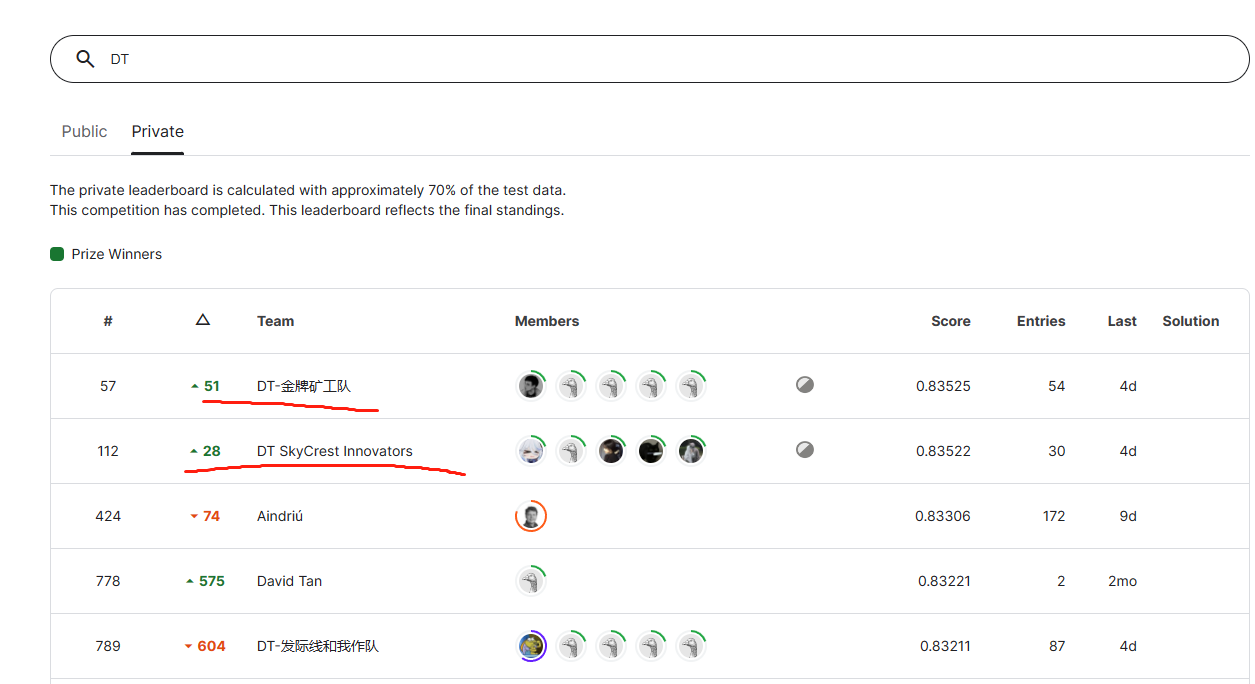 DT
Public Private
The private leaderboard is calculated with approximately 70% of the test data.
This competition has completed. This leaderboard reflects the final standings.
Prize Winners
# △ Team Members Score Entries Last Solution
57 51 DT-金牌矿工队 0.83525 54 4d
112 28 DT SkyCrest Innovators 0.83522 30 4d
424 74 Aindriú 0.83306 172 9d
778 575 David Tan 0.83221 2 2mo
789 604 DT-发际线和我作队 0.83211 87 4d